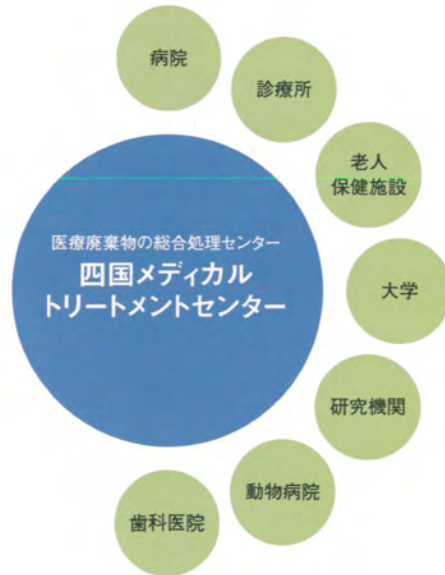 病院
診療所
老人
保健施設
医療廃棄物の総合処理センター
四国メディカル
トリートメントセンター
大学
研究機関
動物病院
歯科医院